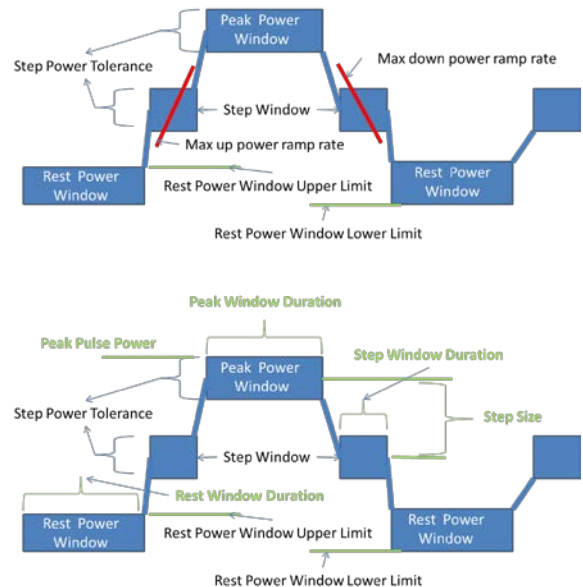 Peak Power
Window
Step Power Tolerance
Max down power ramp rate
Step Window
Max up power ramp rate
Rest Power
Window
Rest Power
Window
Rest Power Window Upper Limit
Rest Power Window Lower Limit
Peak Window Duration
Peak Pulse Power
Step Window Duration
Peak Power
Window
Step Power Tolerance
Step Size
Step Window
Rest Window Duration
Rest Power
Window
Rest Power
Window
Rest Power Window Upper Limit
Rest Power Window Lower Limit